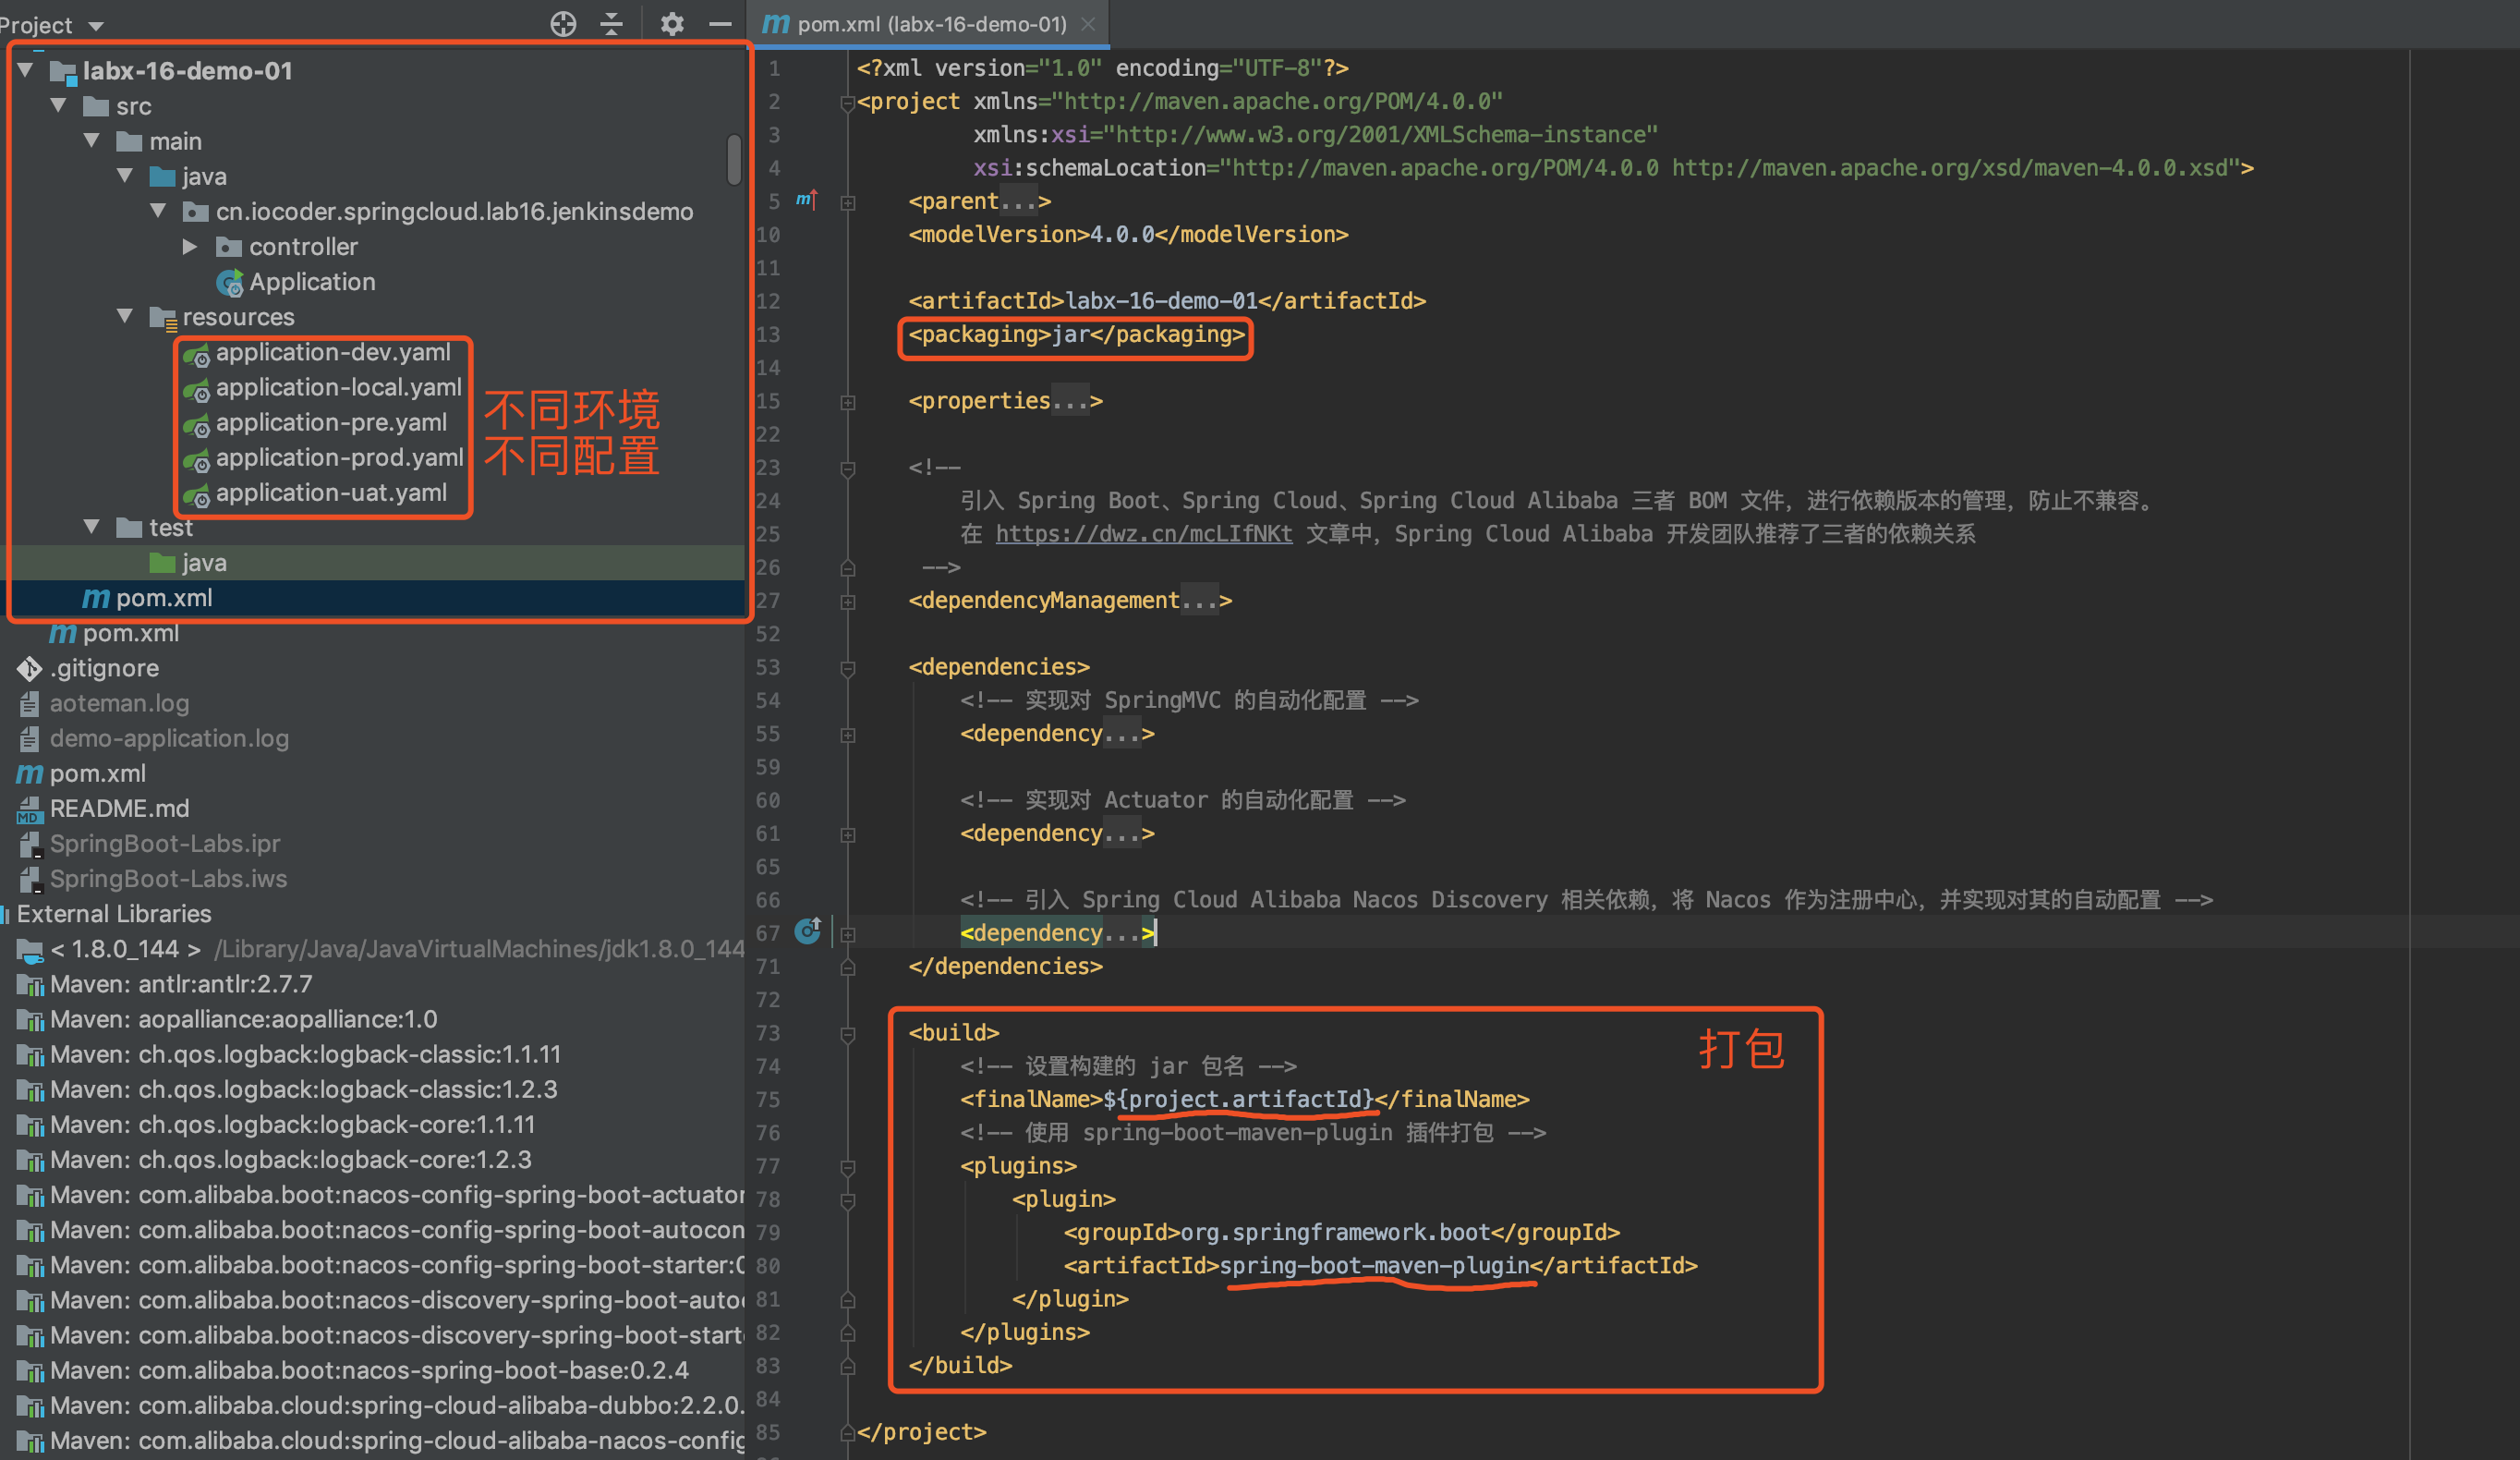 Project
labx-16-demo-01
src
main
java
cn.iocoder.springcloud.lab16.jenkinsdemo
controller
Application
resources
application-dev.yaml
application-local.yaml
application-pre.yaml
application-prod.yaml
application-uat.yaml
不同环境
不同配置
test
java
pom.xml
pom.xml
.gitignore
aoteman.log
demo-application.log
pom.xml
README.md
SpringBoot-Labs.ipr
SpringBoot-Labs.iws
External Libraries
< 1.8.0_144 > /Library/Java/JavaVirtualMachines/jdk1.8.0_144
Maven: antlr:antlr:2.7.7
Maven: aopalliance:aopalliance:1.0
Maven: ch.qos.logback:logback-classic:1.1.11
Maven: ch.qos.logback:logback-classic:1.2.3
Maven: ch.qos.logback:logback-core:1.1.11
Maven: ch.qos.logback:logback-core:1.2.3
Maven: com.alibaba.boot:nacos-config-spring-boot-actuator
Maven: com.alibaba.boot:nacos-config-spring-boot-autocon
Maven: com.alibaba.boot:nacos-config-spring-boot-starter:0
Maven: com.alibaba.boot:nacos-discovery-spring-boot-auto
Maven: com.alibaba.boot:nacos-discovery-spring-boot-start
Maven: com.alibaba.boot:nacos-spring-boot-base:0.2.4
Maven: com.alibaba.cloud:spring-cloud-alibaba-dubbo:2.2.0.
Maven: com.alibaba.cloud:spring-cloud-alibaba-nacos-config
pom.xml (labx-16-demo-01)
1 <?xml version="1.0" encoding="UTF-8"?>
2 <project xmlns="http://maven.apache.org/POM/4.0.0"
3 xmlns:xsi="http://www.w3.org/2001/XMLSchema-instance"
4 xsi:schemaLocation="http://maven.apache.org/POM/4.0.0 http://maven.apache.org/xsd/maven-4.0.0.xsd">
5 <parent...>
10 <modelVersion>4.0.0</modelVersion>
11
12 <artifactId>labx-16-demo-01</artifactId>
13 <packaging>jar</packaging>
14
15 <properties...>
22
23 <!--
24 引入 Spring Boot、Spring Cloud、Spring Cloud Alibaba 三者 BOM 文件，进行依赖版本的管理，防止不兼容。
25 在 https://dwz.cn/mcLIfNKt 文章中，Spring Cloud Alibaba 开发团队推荐了三者的依赖关系
26 -->
27 <dependencyManagement...>
52
53 <dependencies>
54 <!-- 实现对 SpringMVC 的自动化配置 -->
55 <dependency...>
59
60 <!-- 实现对 Actuator 的自动化配置 -->
61 <dependency...>
65
66 <!-- 引入 Spring Cloud Alibaba Nacos Discovery 相关依赖，将 Nacos 作为注册中心，并实现对其的自动配置 -->
67 <dependency...>
71 </dependencies>
72
73 <build>
打包
74 <!-- 设置构建的 jar 包名 -->
75 <finalName>${project.artifactId}</finalName>
76 <!-- 使用 spring-boot-maven-plugin 插件打包 -->
77 <plugins>
78 <plugin>
79 <groupId>org.springframework.boot</groupId>
80 <artifactId>spring-boot-maven-plugin</artifactId>
81 </plugin>
82 </plugins>
83 </build>
84
85 </project>